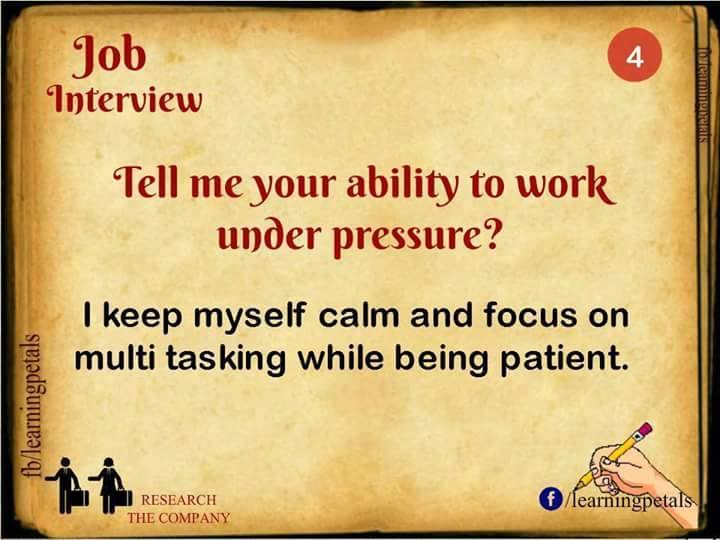 Job
Interview
4
Tell me your ability to work
under pressure?
I keep myself calm and focus on
multi tasking while being patient.
fb/learningpetals
fb/learningpetals
RESEARCH
THE COMPANY
f /learningpetals